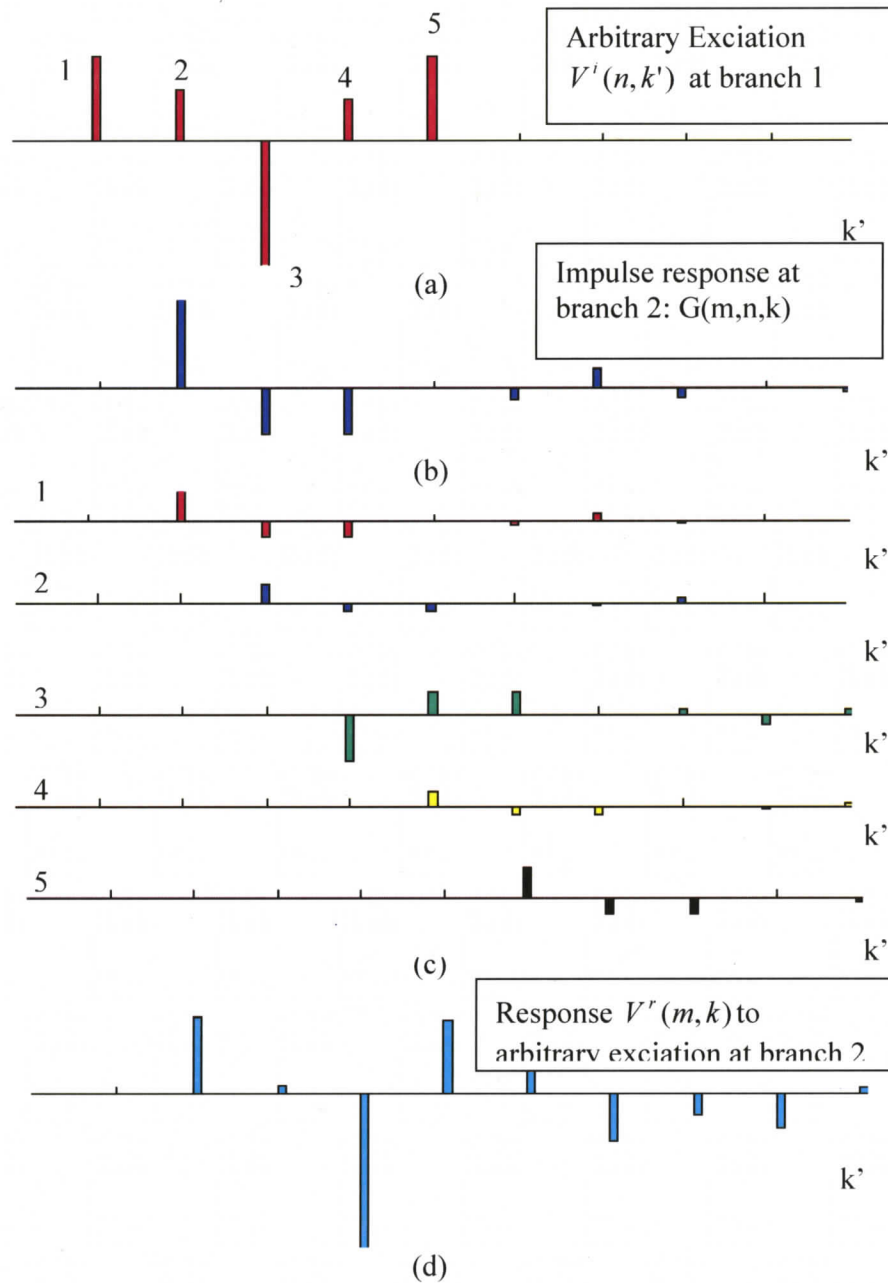 5
Arbitrary Exciation
V^i(n,k') at branch 1
1
2
4
3
k'
(a)
Impulse response at
branch 2: G(m,n,k)
k'
(b)
1
k'
2
k'
3
k'
4
k'
5
k'
(c)
Response V^r(m,k) to
arbitrary exciation at branch 2
k'
(d)